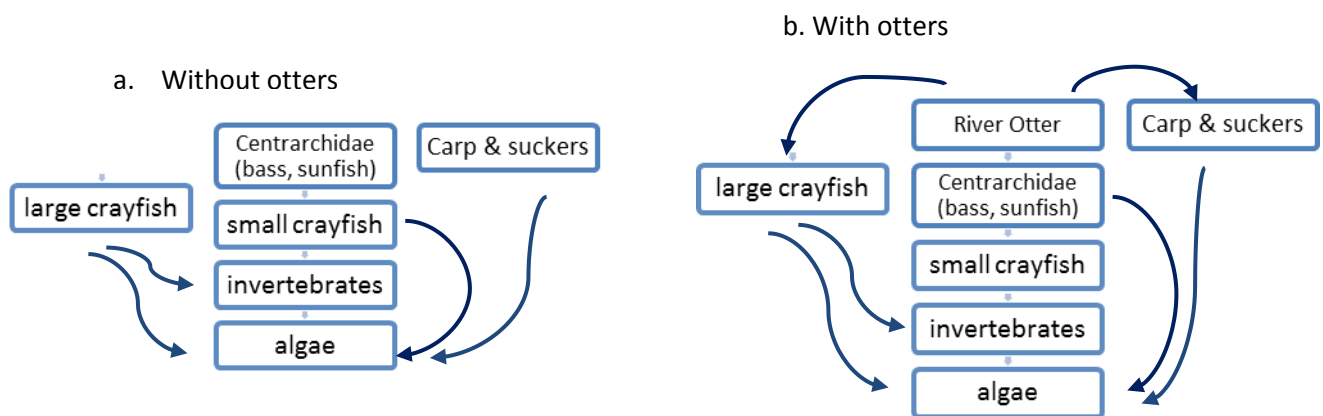 a. Without otters
Centrarchidae
(bass, sunfish)
Carp & suckers
large crayfish
small crayfish
invertebrates
algae
b. With otters
River Otter
Carp & suckers
large crayfish
Centrarchidae
(bass, sunfish)
small crayfish
invertebrates
algae